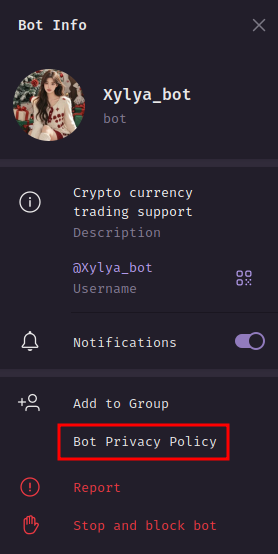 Bot Info
Xylya_bot
bot
Crypto currency
trading support
Description
@Xylya_bot
Username
Notifications
Add to Group
Bot Privacy Policy
Report
Stop and block bot